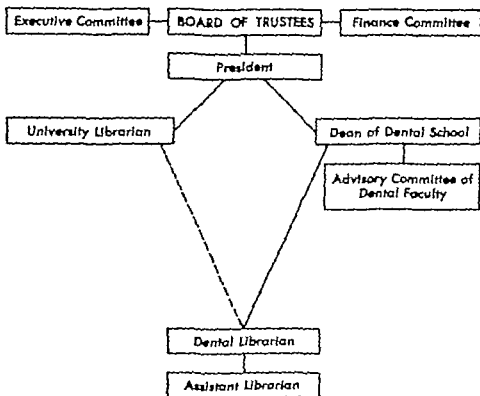 Executive Committee
BOARD OF TRUSTEES
Finance Committee
President
University Librarian
Dean of Dental School
Advisory Committee of
Dental Faculty
Dental Librarian
Assistant Librarian